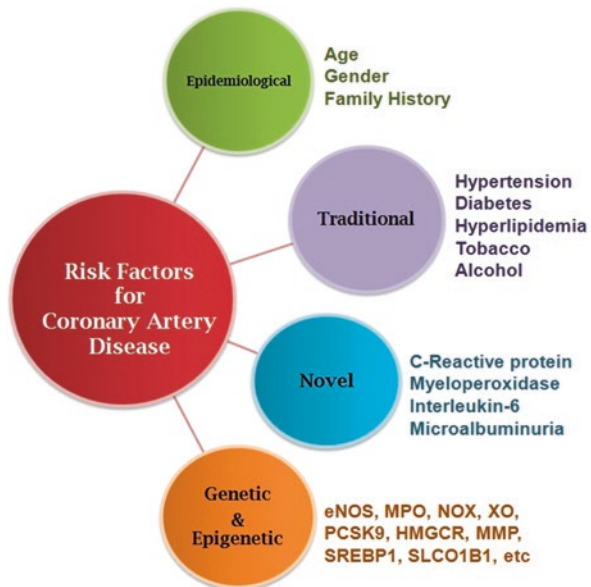 Epidemiological
Age
Gender
Family History
Traditional
Hypertension
Diabetes
Hyperlipidemia
Tobacco
Alcohol
Risk Factors
for
Coronary Artery
Disease
Novel
C-Reactive protein
Myeloperoxidase
Interleukin-6
Microalbuminuria
Genetic
&
Epigenetic
eNOS, MPO, NOX, XO,
PCSK9, HMGCR, MMP,
SREBP1, SLCO1B1, etc